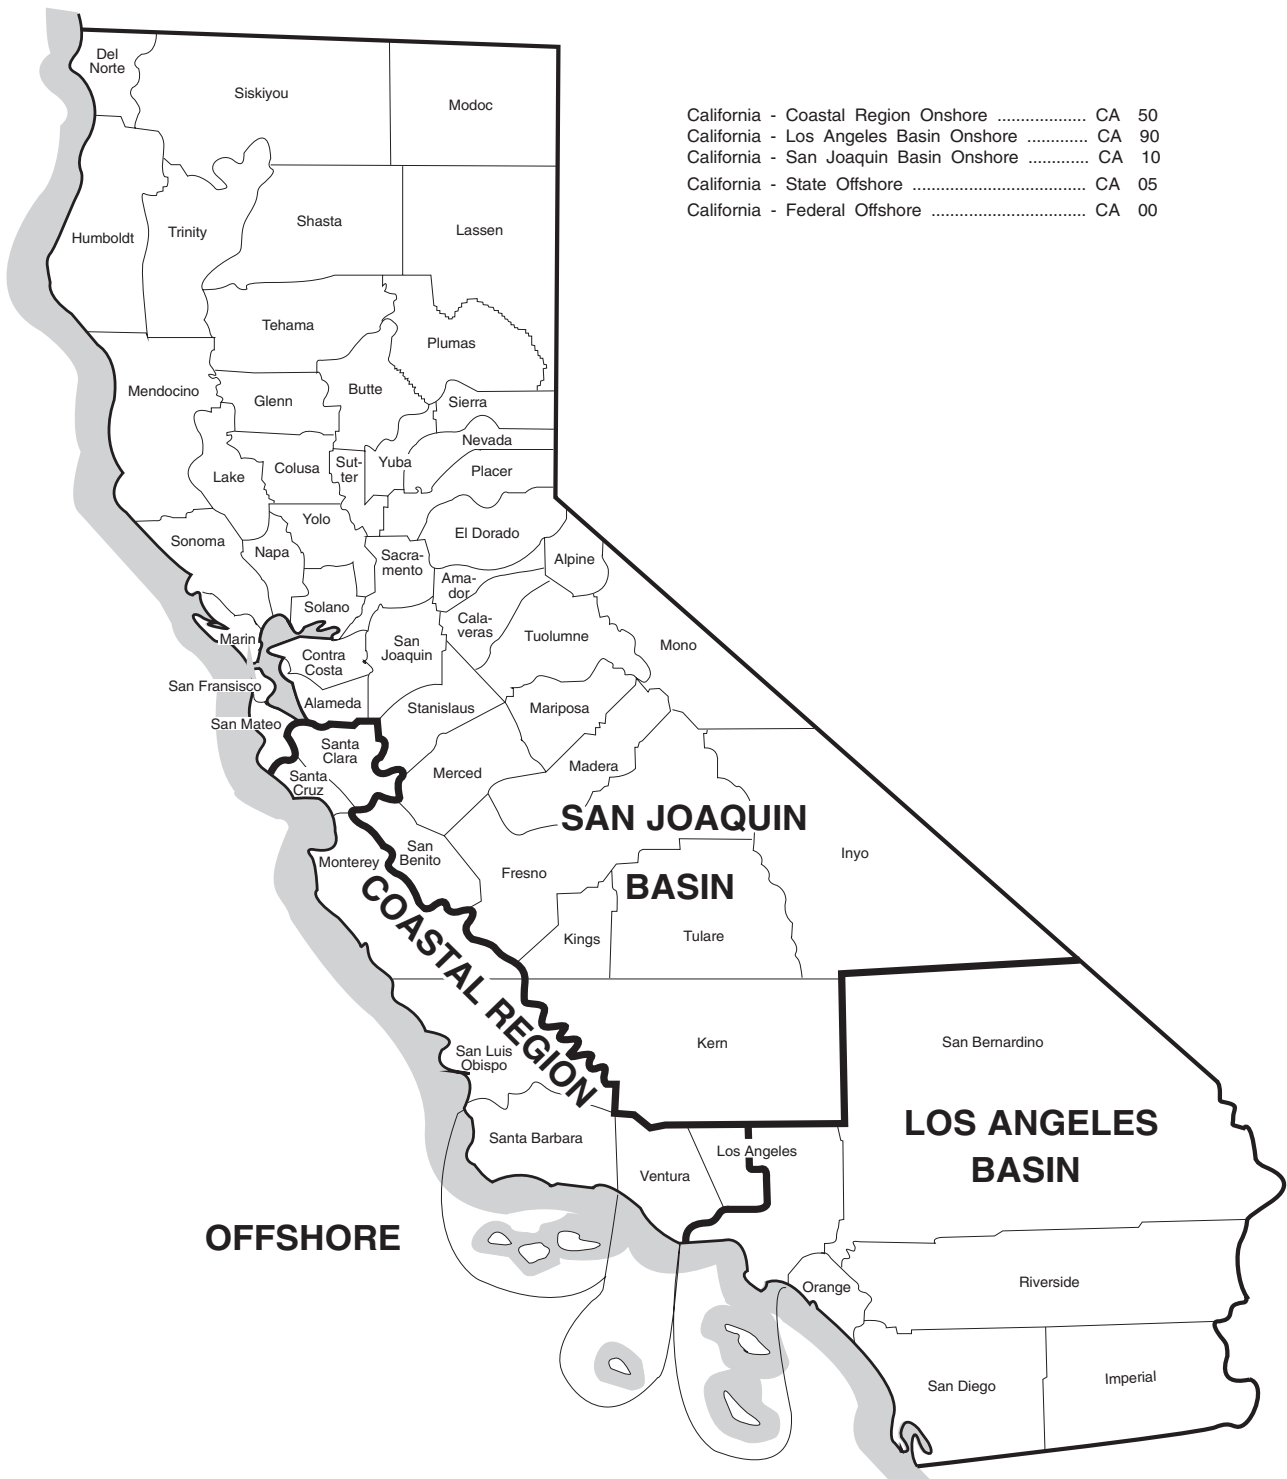 Del
Norte
Siskiyou
Modoc
California - Coastal Region Onshore ................... CA 50
California - Los Angeles Basin Onshore ............. CA 90
California - San Joaquin Basin Onshore ............. CA 10
California - State Offshore ..................................... CA 05
California - Federal Offshore ................................. CA 00
Humboldt
Trinity
Shasta
Lassen
Tehama
Plumas
Mendocino
Glenn
Butte
Sierra
Nevada
Lake
Colusa
Sut-
ter
Yuba
Placer
Yolo
El Dorado
Sonoma
Napa
Sacra-
mento
Alpine
Ama-
dor
Solano
Cala-
veras
Marin
Contra
Costa
San
Joaquin
Tuolumne
Mono
San Fransisco
Alameda
Stanislaus
Mariposa
San Mateo
Santa
Clara
Santa
Cruz
Merced
Madera
SAN JOAQUIN
BASIN
Monterey
San
Benito
Fresno
Inyo
Kings
Tulare
COASTAL REGION
San Luis
Obispo
Kern
San Bernardino
LOS ANGELES
BASIN
Santa Barbara
Ventura
Los Angeles
OFFSHORE
Orange
Riverside
San Diego
Imperial